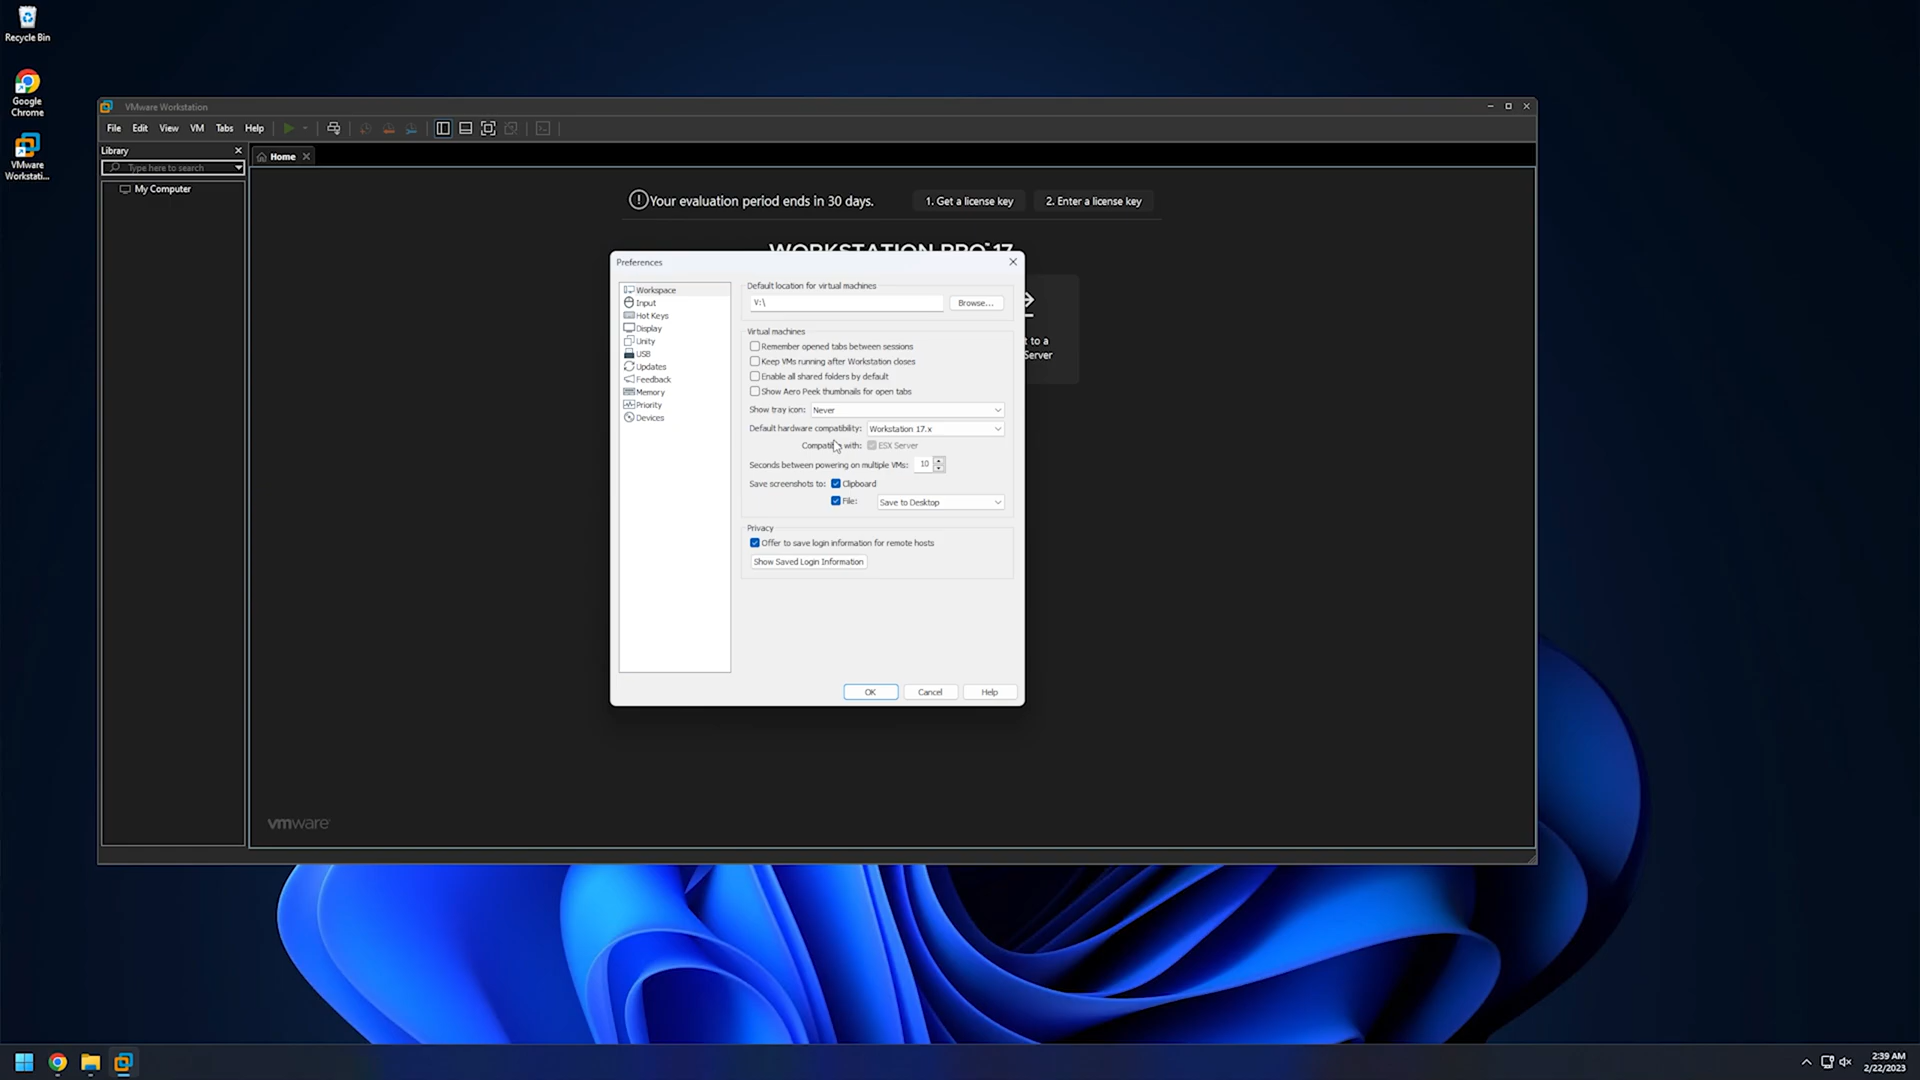 Recycle Bin
Google
Chrome
VMware
Workstati...
VMware Workstation
File Edit View VM Tabs Help
Library
Type here to search
My Computer
Home
Your evaluation period ends in 30 days. 1. Get a license key 2. Enter a license key
WORKSTATION PRO™ 17
t to a
Server
Preferences
Workspace
Input
Hot Keys
Display
Unity
USB
Updates
Feedback
Memory
Priority
Devices
Default location for virtual machines
V:\ Browse...
Virtual machines
Remember opened tabs between sessions
Keep VMs running after Workstation closes
Enable all shared folders by default
Show Aero Peek thumbnails for open tabs
Show tray icon: Never
Default hardware compatibility: Workstation 17.x
Compatible with: ESX Server
Seconds between powering on multiple VMs: 10
Save screenshots to: Clipboard
File: Save to Desktop
Privacy
Offer to save login information for remote hosts
Show Saved Login Information
OK Cancel Help
vmware
2:39 AM
2/22/2023